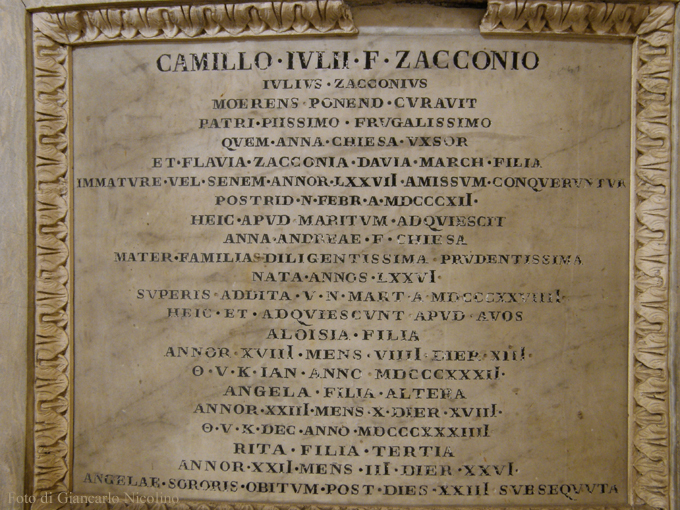 CAMILLO · IVLII · F · ZACCONIO
IVLIVS · ZACCONIVS
MOERENS · PONEND · CVRAVIT
PATRI · PIISSIMO · FRVGALISSIMO
QVEM · ANNA · CHIESA · VXSOR
ET · FLAVIA · ZACCONIA · DAVIA · MARCH · FILIA
IMMATVRE · VEL · SENEM · ANNOR · LXXVII · AMISSVM · CONQVERVNTVR
POSTRID · N · FEBR · A · MDCCCXII ·
HEIC · APVD · MARITVM · ADQVIESCIT
ANNA · ANDREAE · F · CHIESA
MATER · FAMILIAS · DILIGENTISSIMA · PRVDENTISSIMA
NATA · ANNOS · LXXVI ·
SVPERIS · ADDITA · V · N · MART · A · MDCCCXXVIIII ·
HEIC · ET · ADQVIESCVNT · APVD · AVOS
ALOISIA · FILIA
ANNOR · XVIII · MENS · VIIII · DIER · XIII ·
Θ · V · K · IAN · ANNO · MDCCCXXXII ·
ANGELA · FILIA · ALTERA
ANNOR · XXIII · MENS · X · DIER · XVIII ·
Θ · V · K · DEC · ANNO · MDCCCXXXIIII
RITA · FILIA · TERTIA
ANNOR · XXII · MENS · III · DIER · XXVI ·
ANGELAE · SORORIS · OBITVM · POST · DIES · XXIII · SVBSEQVVTA
Foto di Giancarlo Nicolino